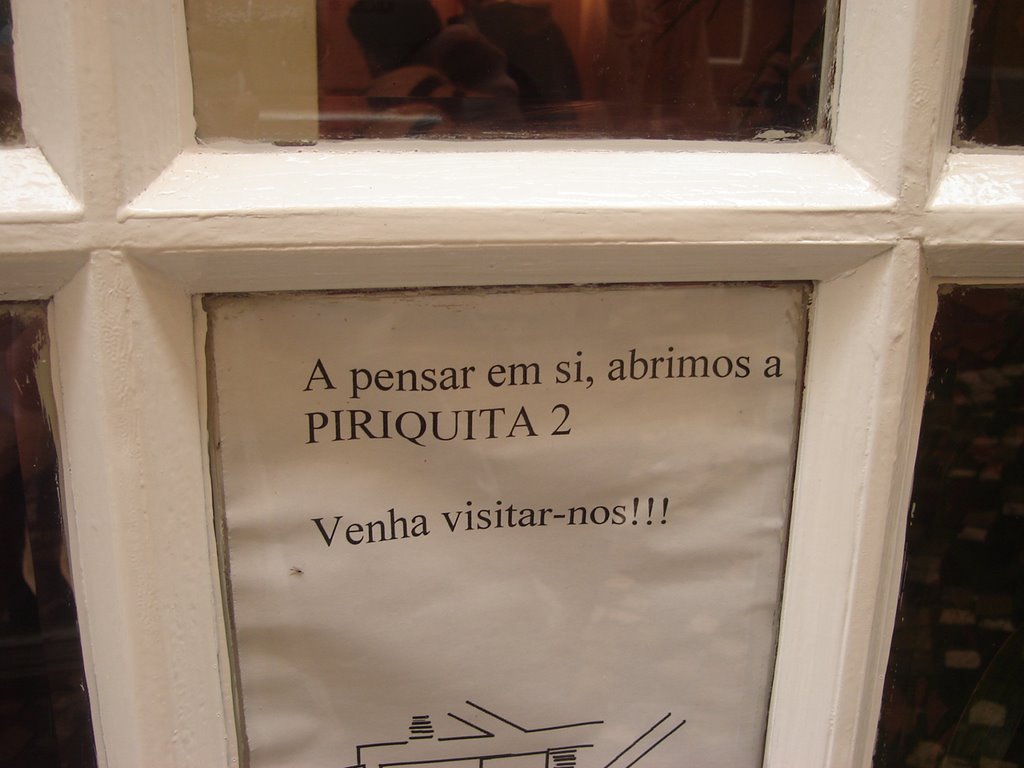 A pensar em si, abrimos a
PIRIQUITA 2
Venha visitar-nos!!!